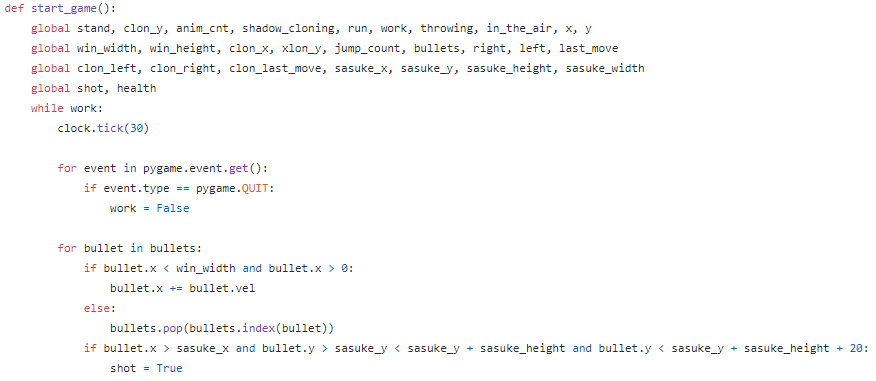 def start_game():
    global stand, clon_y, anim_cnt, shadow_cloning, run, work, throwing, in_the_air, x, y
    global win_width, win_height, clon_x, xlon_y, jump_count, bullets, right, left, last_move
    global clon_left, clon_right, clon_last_move, sasuke_x, sasuke_y, sasuke_height, sasuke_width
    global shot, health
    while work:
        clock.tick(30)

        for event in pygame.event.get():
            if event.type == pygame.QUIT:
                work = False

        for bullet in bullets:
            if bullet.x < win_width and bullet.x > 0:
                bullet.x += bullet.vel
            else:
                bullets.pop(bullets.index(bullet))
            if bullet.x > sasuke_x and bullet.y > sasuke_y < sasuke_y + sasuke_height and bullet.y < sasuke_y + sasuke_height + 20:
                shot = True